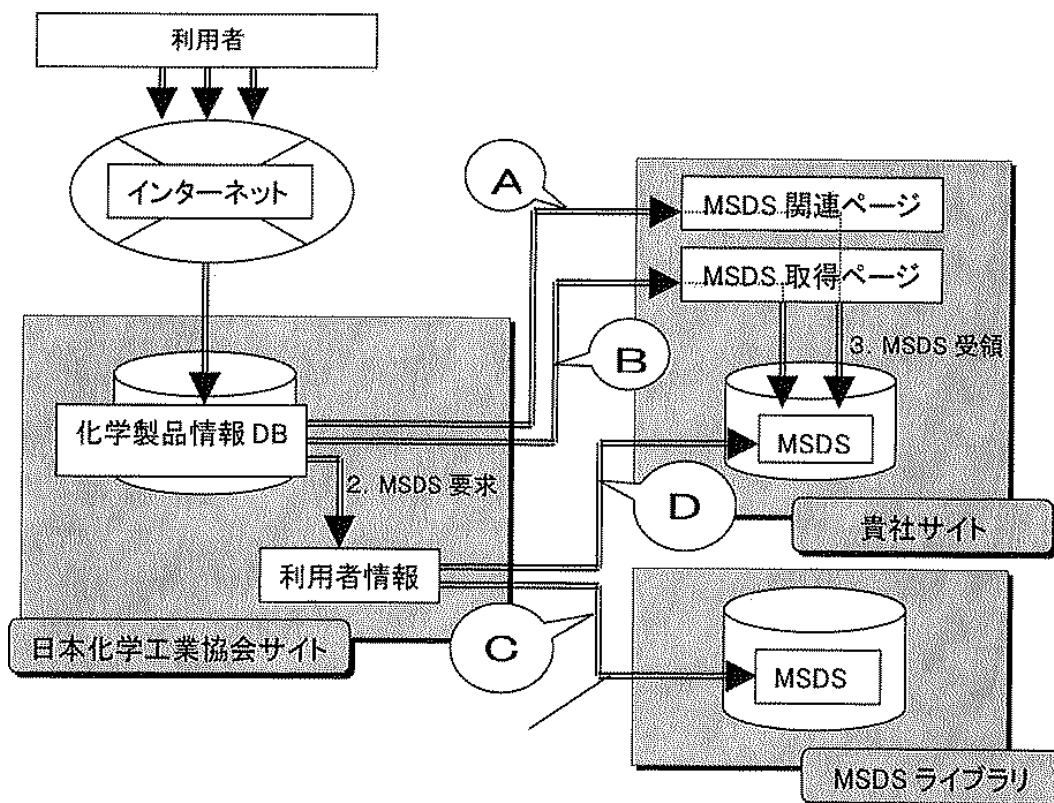 利用者
インターネット
A
MSDS 関連ページ
MSDS 取得ページ
B
3. MSDS 受領
化学製品情報 DB
MSDS
2. MSDS 要求
D
貴社サイト
利用者情報
日本化学工業協会サイト
C
MSDS
MSDS ライブラリ